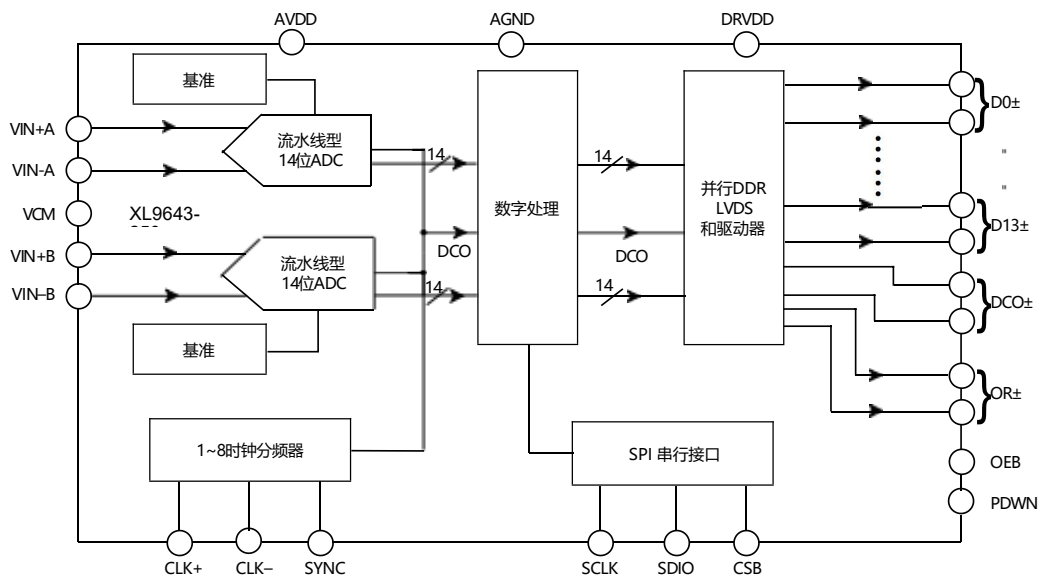 AVDD
AGND
DRVDD
基准
VIN+A
VIN-A
VCM
VIN+B
VIN–B
流水线型
14位ADC
XL9643-
流水线型
14位ADC
基准
14
DCO
14
数字处理
14
DCO
14
并行DDR
LVDS
和驱动器
D0±
"
"
D13±
DCO±
OR±
OEB
PDWN
1~8时钟分频器
SPI 串行接口
CLK+
CLK–
SYNC
SCLK
SDIO
CSB